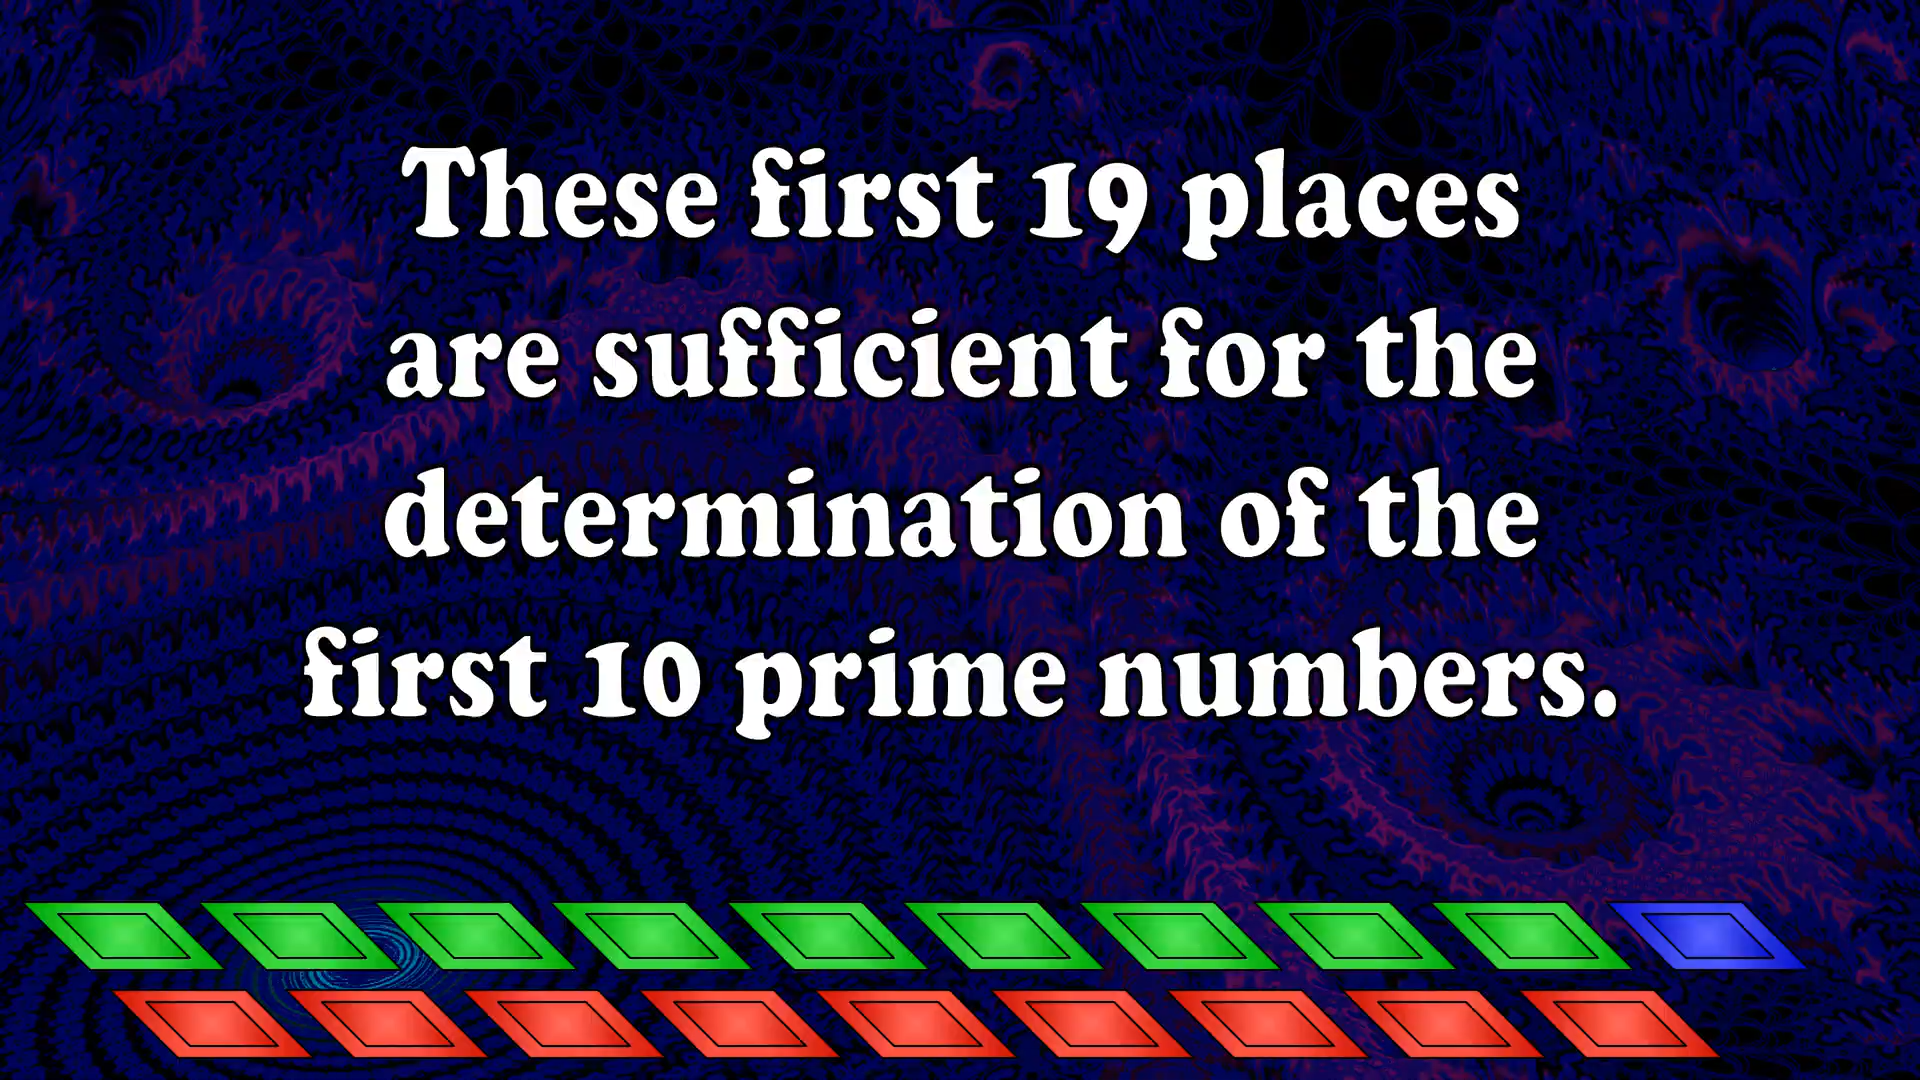 These first 19 places
are sufficient for the
determination of the
first 10 prime numbers.